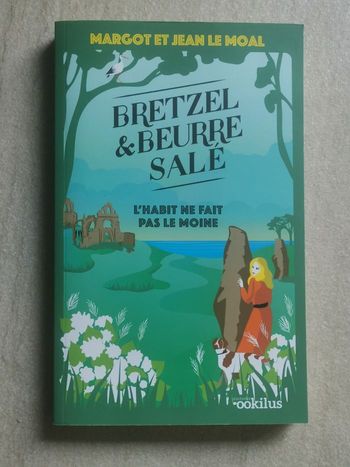 MARGOT ET JEAN LE MOAL
BRETZEL
& BEURRE
SALÉ
L'HABIT NE FAIT
PAS LE MOINE
ookilus